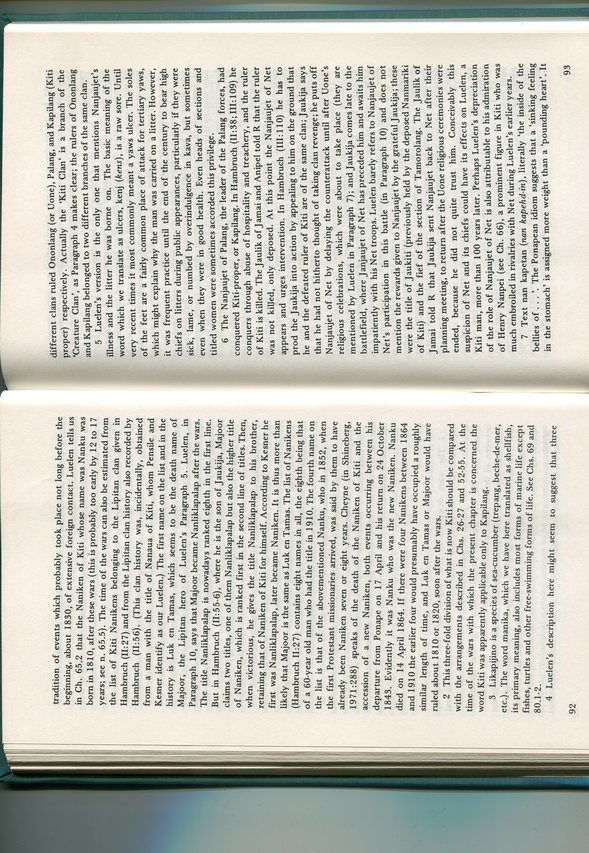 tradition of events which probably took place not long before the
beginning, about 1830, of extensive foreign contact. Luelen tells us
in Ch. 65.2 that the Naniken of Kiti whose name was Nanku was
born in 1810, after these wars (this is probably too early by 12 to 17
years; see n. 65.5). The time of the wars can also be estimated from
the list of Kiti Nanikens belonging to the Lipitan clan given in
Hambruch (II:27) and from the Lipitan clan history also recorded by
Hambruch (II:56). (This clan history was, incidentally, obtained
from a man with the title of Nanaua of Kiti, whom Pensile and
Kesner identify as our Luelen.) The first name on the list and in the
history is Luk en Tamas, which seems to be the death name of
Majoor, the Lipitan hero of Luelen's Paragraph 5. Luelen, in
Paragraph 10, says that Majoor became Nanliklapalap after the wars.
The title Nanliklapalap is nowadays ranked eighth in the first line.
But in Hambruch (II:55-6), where he is the son of Jaukija, Majoor
claims two titles, one of them Nanliklapalap but also the higher title
of Naniken, which is ranked first in the second line of titles. Then,
when victorious, he gives the title Nanliklapalap to his brother,
retaining that of Naniken of Kiti for himself. According to Kesner he
first was Nanliklapalap, later became Naniken. It is thus more than
likely that Majoor is the same as Luk en Tamas. The list of Nanikens
(Hambruch II:27) contains eight names in all, the eighth being that
of a 60-year old man who had the title in 1910. The fourth name on
the list is that of the abovementioned Nanku, who in 1852, when
the first Protestant missionaries arrived, was said by them to have
already been Naniken seven or eight years. Cheyne (in Shineberg,
1971:288) speaks of the death of the Naniken of Kiti and the
accession of a new Naniken, both events occurring between his
departure from Ponape on 17 April and his return on 24 October
1843. Evidently it was Nanku who was the new Naniken. Nanku
died on 14 April 1864. If there were four Nanikens between 1864
and 1910 the earlier four would presumably have occupied a roughly
similar length of time, and Luk en Tamas or Majoor would have
ruled about 1810 or 1820, soon after the wars.
2 This three-fold division of what is now Kiti should be compared
with the arrangements described in Chs. 26-27 and 52-55. At the
time of the wars with which the present chapter is concerned the
word Kiti was apparently applicable only to Kapilang.
3 Likapijino is a species of sea-cucumber (trepang, beche-de-mer,
etc.). The word manika, which we have here translated as shellfish,
its primary meaning, also includes most forms of marine life except
fishes, turtles and other free-swimming forms of life. See Chs. 69 and
80.1-2.
4 Luelen's description here might seem to suggest that three
92
different clans ruled Ononlang (or Uone), Palang, and Kapilang (Kiti
proper) respectively. Actually the 'Kiti Clan' is a branch of the
'Creature Clan', as Paragraph 4 makes clear; the rulers of Ononlang
and Kapilang belonged to two different branches of the same clan.
5 Luelen's version is the only one that mentions Nanjaujet's
illness and the litter he was borne on. The basic meaning of the
word which we translate as ulcers, kenj (kens), is a raw sore. Until
very recent times it most commonly meant a yaws ulcer. The soles
of the feet are a fairly common place of attack for tertiary yaws,
which might explain why the man was carried on a litter. However,
it was frequent practice until the end of the century to bear high
chiefs on litters during public appearances, particularly if they were
sick, lame, or numbed by overindulgence in kava, but sometimes
even when they were in good health. Even heads of sections and
titled women were sometimes accorded this privilege.
6 The Nanjaujet of Palang, the leader of the Palang forces, had
conquered Kiti-proper, or Kapilang. In Hambruch (II:38; III:109) he
conquers through abuse of hospitality and treachery, and the ruler
of Kiti is killed. The Jaulik of Jamai and Anipel told R that the ruler
was not killed, only deposed. At this point the Nanjaujet of Net
appears and urges intervention. In Hambruch (III:110) he has to
prod the Jaukija into action by appealing to him on the ground that
he and the defeated ruler of Kiti are of the same clan; Jaukija says
that he had not hitherto thought of taking clan revenge; he puts off
Nanjaujet of Net by delaying the counterattack until after Uone's
religious celebrations, which were about to take place (they are
mentioned by Luelen in Paragraph 7); and Jaukija comes late to the
battlefield, where Janjaujet of Net has preceded him and awaits him
impatiently with his Net troops. Luelen barely refers to Nanjaujet of
Net's participation in this battle (in Paragraph 10) and does not
mention the rewards given to Nanjaujet by the grateful Jaukija; these
were the title of Jaukiti (previously held by the deposed Nanmariki
of Kiti) and the fief of the section of Tamorolang. The Jaulik of
Jamai told R that Jaukija sent Nanjaujet back to Net after their
planning meeting, to return after the Uone religious ceremonies were
ended, because he did not quite trust him. Conceivably this
suspicion of Net and its chiefs could have its effects on Luelen, a
Kiti man, more than 100 years later. Perhaps Luelen's depreciation
of the role of Nanjaujet of Net is also attributable to his admiration
of Henry Nanpei (see Ch. 66), a prominent figure in Kiti who was
much embroiled in rivalries with Net during Luelen's earlier years.
7 Text nan kapetan (nan kapehd-in), literally 'the inside of the
bellies of . . . '. The Ponapean idiom suggests that a 'sinking feeling
in the stomach' is assigned more weight than a 'pounding heart'. It
93